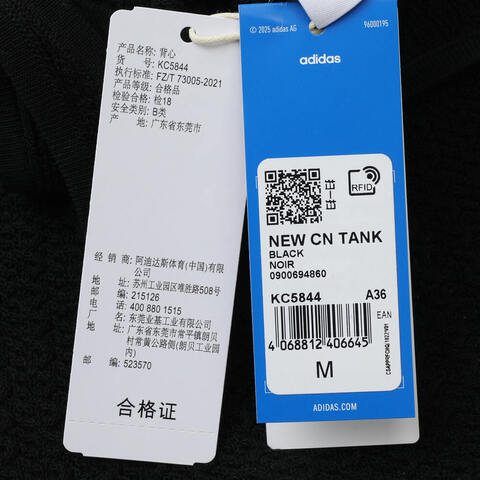 产品名称: 背心
货 号: KC5844
执行标准: FZ/T 73005-2021
产品等级: 合格品
检验合格: 检18
安全类别: B类
产 地: 广东省东莞市
经 销 商: 阿迪达斯体育(中国)有限
公司
地 址: 苏州工业园区唯胜路508号
邮 编: 215126
电 话: 400 880 1515
厂 商: 东莞业基工业有限公司
地 址: 广东省东莞市常平镇朗贝
村常黄公路侧(朗贝工业园
内)
邮 编: 523570
合格证
© 2025 adidas AG
96000195
adidas
RFID
NEW CN TANK
BLACK
NOIR
0900694860
KC5844 A36
EAN
4 068812 406645
M
ADIDAS.COM